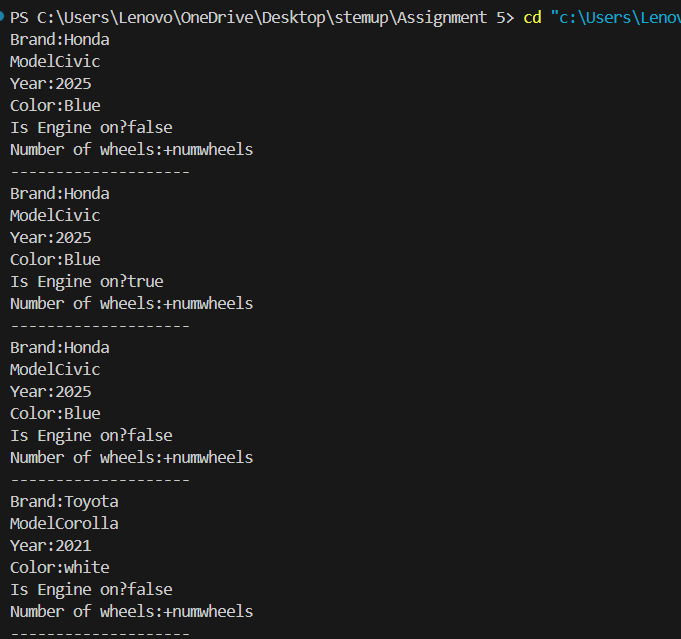 PS C:\Users\Lenovo\OneDrive\Desktop\stemup\Assignment 5> cd "c:\Users\Lenov
Brand:Honda
ModelCivic
Year:2025
Color:Blue
Is Engine on?false
Number of wheels:+numwheels
--------------------
Brand:Honda
ModelCivic
Year:2025
Color:Blue
Is Engine on?true
Number of wheels:+numwheels
--------------------
Brand:Honda
ModelCivic
Year:2025
Color:Blue
Is Engine on?false
Number of wheels:+numwheels
--------------------
Brand:Toyota
ModelCorolla
Year:2021
Color:white
Is Engine on?false
Number of wheels:+numwheels
--------------------